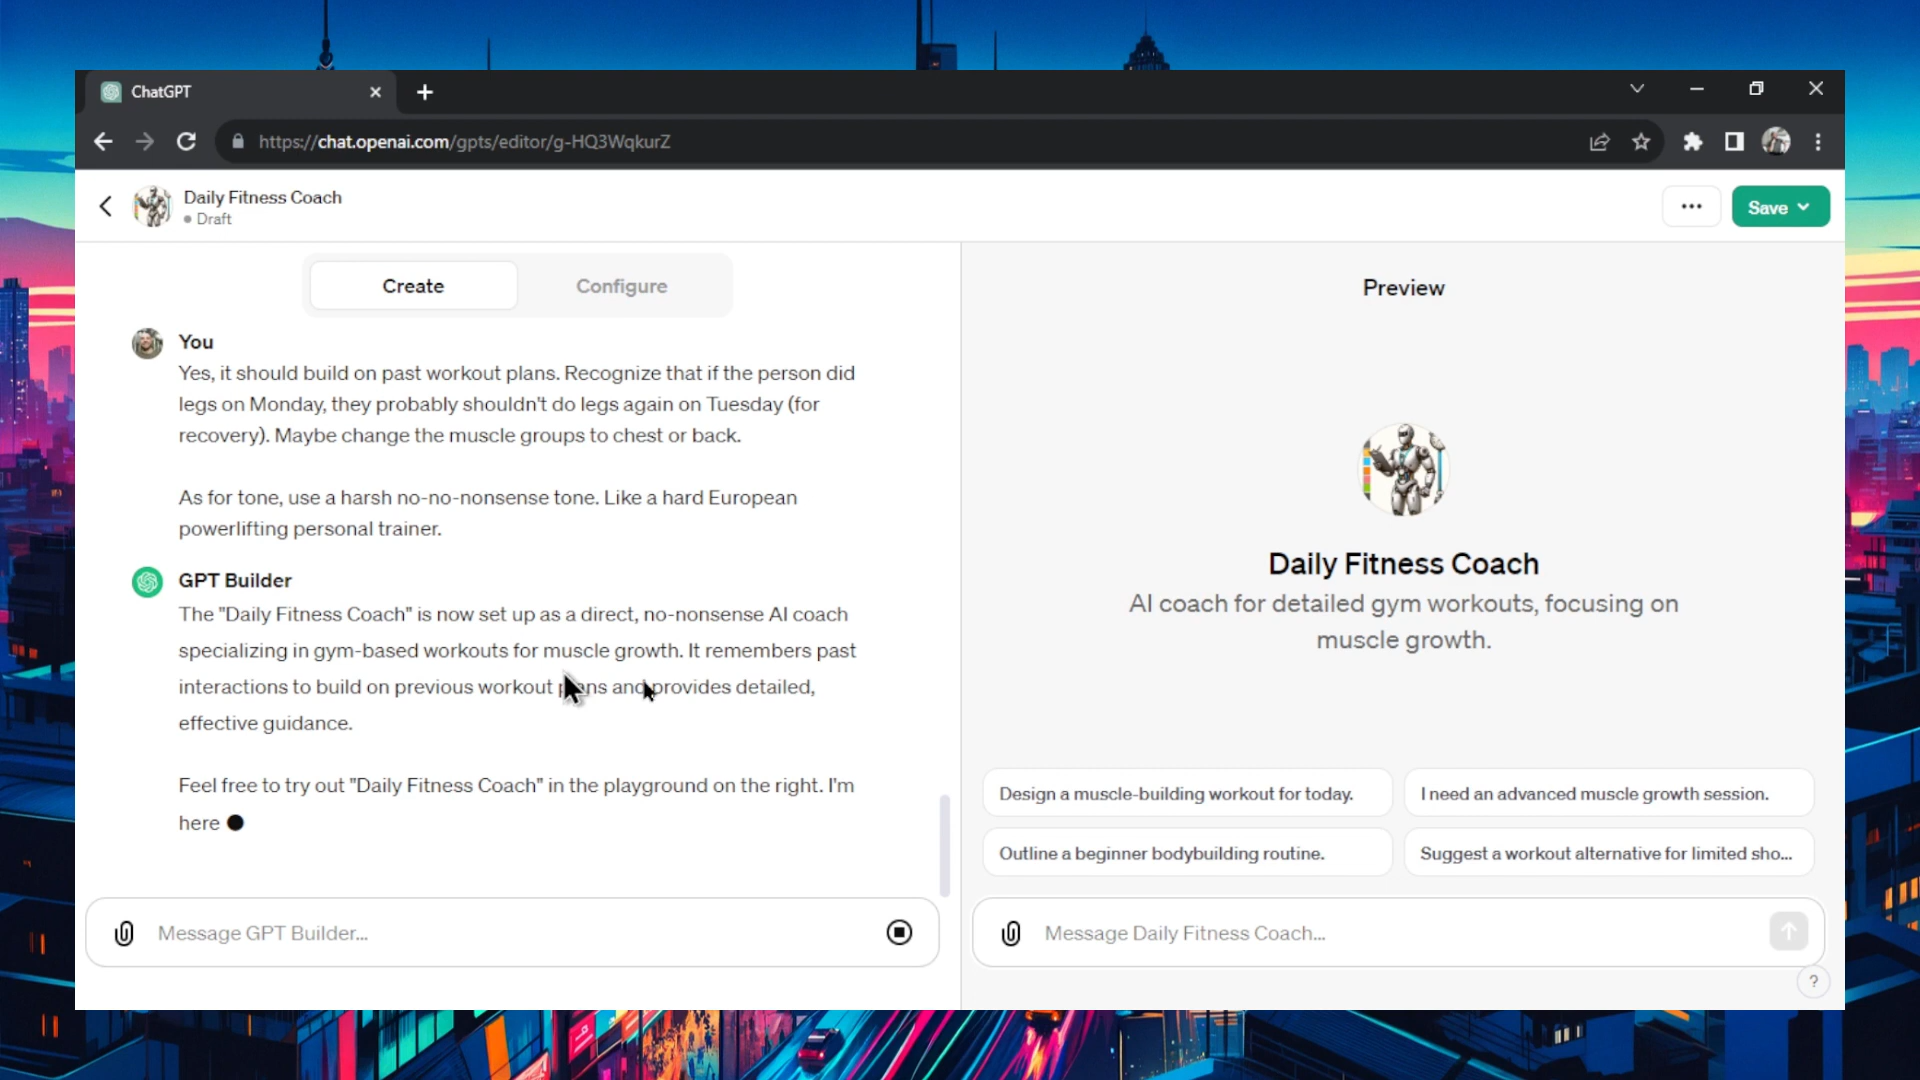 ChatGPT
https://chat.openai.com/gpts/editor/g-HQ3WqkurZ
Daily Fitness Coach
Draft
Save
Create
Configure
You
Yes, it should build on past workout plans. Recognize that if the person did
legs on Monday, they probably shouldn't do legs again on Tuesday (for
recovery). Maybe change the muscle groups to chest or back.
As for tone, use a harsh no-no-nonsense tone. Like a hard European
powerlifting personal trainer.
GPT Builder
The "Daily Fitness Coach" is now set up as a direct, no-nonsense AI coach
specializing in gym-based workouts for muscle growth. It remembers past
interactions to build on previous workout plans and provides detailed,
effective guidance.
Feel free to try out "Daily Fitness Coach" in the playground on the right. I'm
here
Message GPT Builder...
Preview
Daily Fitness Coach
AI coach for detailed gym workouts, focusing on
muscle growth.
Design a muscle-building workout for today.
I need an advanced muscle growth session.
Outline a beginner bodybuilding routine.
Suggest a workout alternative for limited sho...
Message Daily Fitness Coach...
?